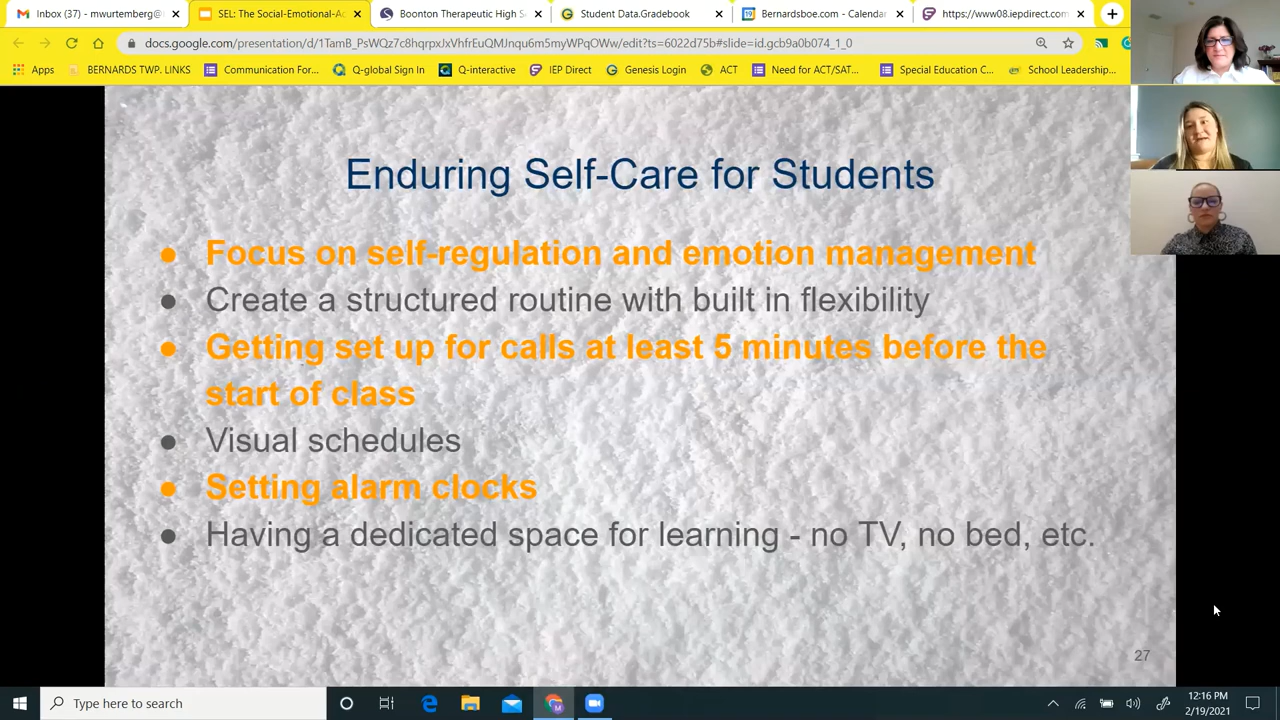 Inbox (37) - mwurtemberg@
SEL: The Social-Emotional-Ac
Boonton Therapeutic High S
Student Data.Gradebook
Bernardsboe.com - Calendar
https://www08.iepdirect.com
docs.google.com/presentation/d/1TamB_PsWQz7c8hqrpxJxVhfrEuQMJrqu6m5myWPqOWw/edit?ts=6022d75b#slide=id.gcb9a0b074_1_0
Apps
BERNARDS TWP. LINKS
Communication For...
Q-global Sign In
Q-interactive
IEP Direct
Genesis Login
ACT
Need for ACT/SAT...
Special Education C...
School Leadership...
Enduring Self-Care for Students
● Focus on self-regulation and emotion management
● Create a structured routine with built in flexibility
● Getting set up for calls at least 5 minutes before the
start of class
● Visual schedules
● Setting alarm clocks
● Having a dedicated space for learning - no TV, no bed, etc.
27
Type here to search
12:16 PM
2/19/2021